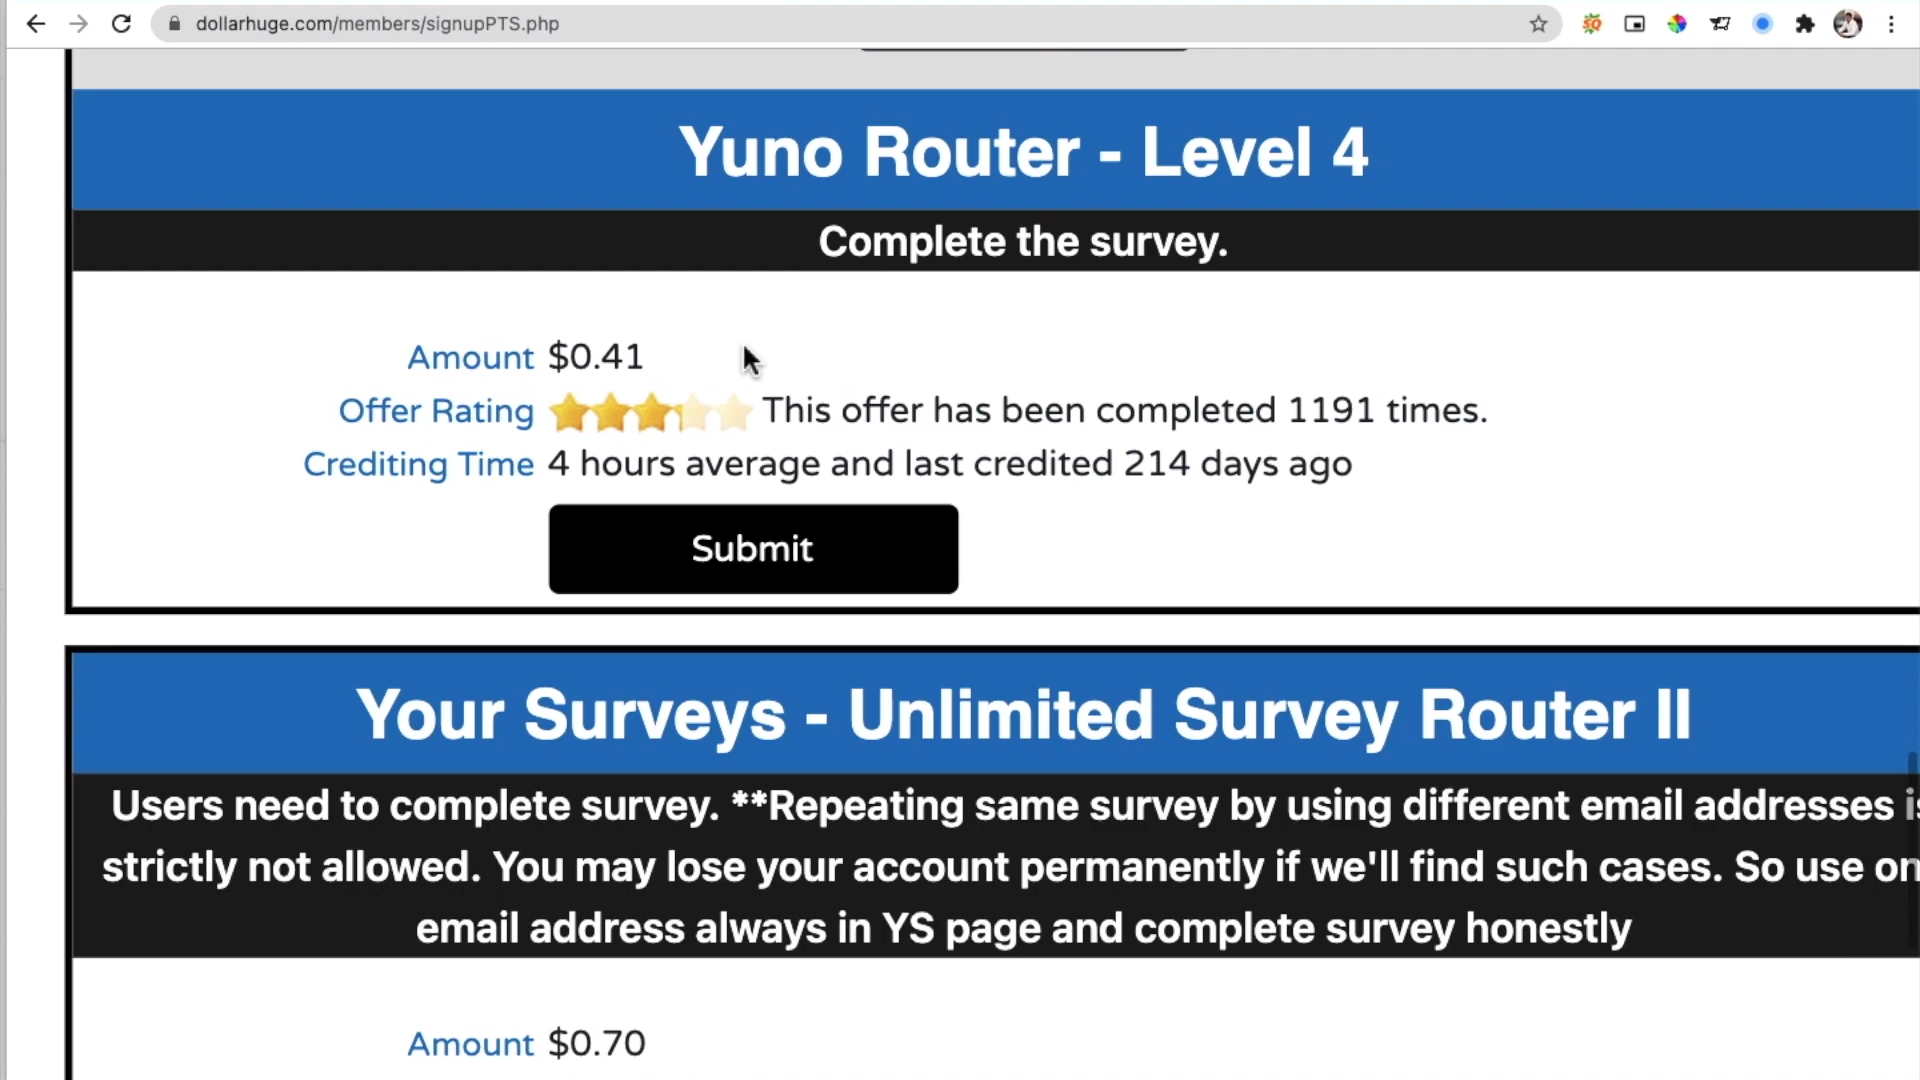 dollarhuge.com/members/signupPTS.php
Yuno Router - Level 4
Complete the survey.
Amount $0.41
Offer Rating This offer has been completed 1191 times.
Crediting Time 4 hours average and last credited 214 days ago
Submit
Your Surveys - Unlimited Survey Router II
Users need to complete survey. **Repeating same survey by using different email addresses
strictly not allowed. You may lose your account permanently if we'll find such cases. So use
email address always in YS page and complete survey honestly
Amount $0.70